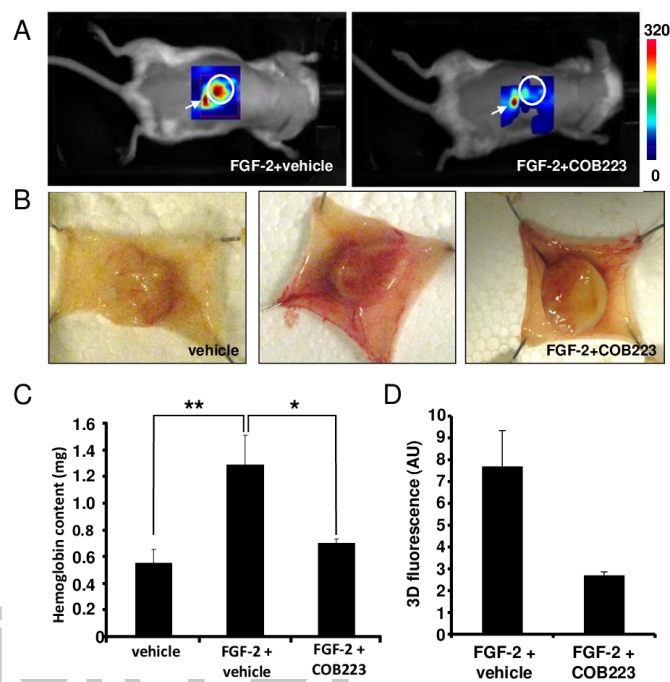 A
320
0
FGF-2+vehicle
FGF-2+COB223
B
vehicle
FGF-2+COB223
C
D
Hemoglobin content (mg)
1.6
1.4
1.2
1.0
0.8
0.6
0.4
0.2
0
**
*
vehicle
FGF-2 +
vehicle
FGF-2 +
COB223
3D fluorescence (AU)
10
9
8
7
6
5
4
3
2
1
0
FGF-2 +
vehicle
FGF-2 +
COB223